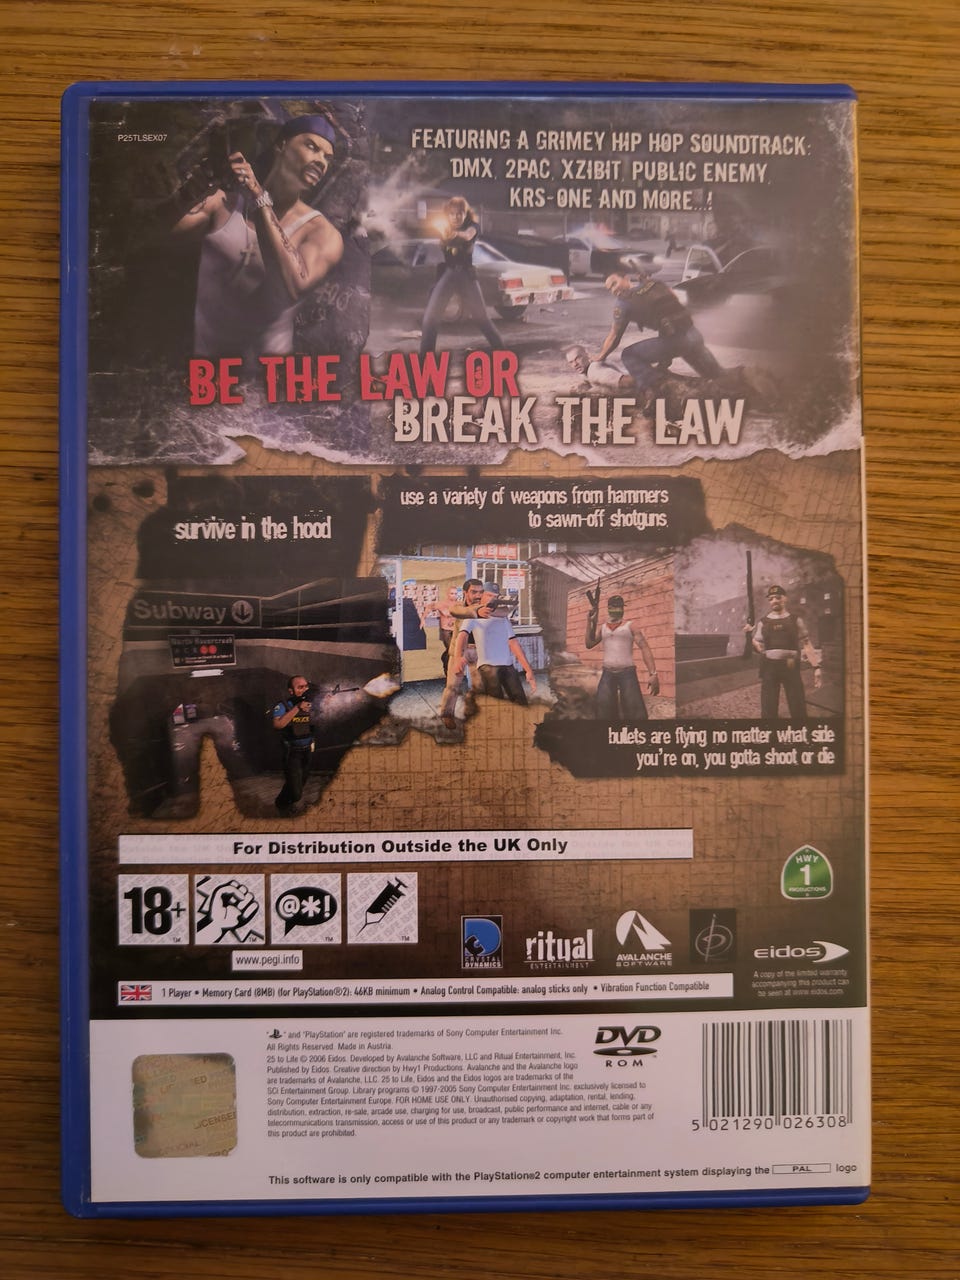 P25TLSEX07
FEATURING A GRIMEY HIP HOP SOUNDTRACK:
DMX, 2PAC, XZIBIT, PUBLIC ENEMY,
KRS-ONE AND MORE...!
BE THE LAW OR
BREAK THE LAW
survive in the hood
use a variety of weapons from hammers
to sawn-off shotguns.
Subway
POLICE
bullets are flying no matter what side
you're on, you gotta shoot or die
For Distribution Outside the UK Only
18+
@*!
www.pegi.info
HWY
1
PRODUCTIONS
CRYSTAL
DYNAMICS
ritual
ENTERTAINMENT
AVALANCHE
SOFTWARE
eidos
A copy of the limited warranty
accompanying this product can
be seen at www.eidos.com
1 Player • Memory Card (8MB) (for PlayStation®2): 46KB minimum • Analog Control Compatible: analog sticks only • Vibration Function Compatible
" " and "PlayStation" are registered trademarks of Sony Computer Entertainment Inc.
All Rights Reserved. Made in Austria.
25 to Life © 2006 Eidos. Developed by Avalanche Software, LLC and Ritual Entertainment, Inc.
Published by Eidos. Creative direction by Hwy1 Productions. Avalanche and the Avalanche logo
are trademarks of Avalanche, LLC. 25 to Life, Eidos and the Eidos logos are trademarks of the
SCi Entertainment Group. Library programs © 1997-2005 Sony Computer Entertainment Inc. exclusively licensed to
Sony Computer Entertainment Europe. FOR HOME USE ONLY. Unauthorised copying, adaptation, rental, lending,
distribution, extraction, re-sale, arcade use, charging for use, broadcast, public performance and internet, cable or any
telecommunications transmission, access or use of this product or any trademark or copyright work that forms part of
this product are prohibited.
DVD
ROM
5 021290 026308
This software is only compatible with the PlayStation®2 computer entertainment system displaying the PAL logo